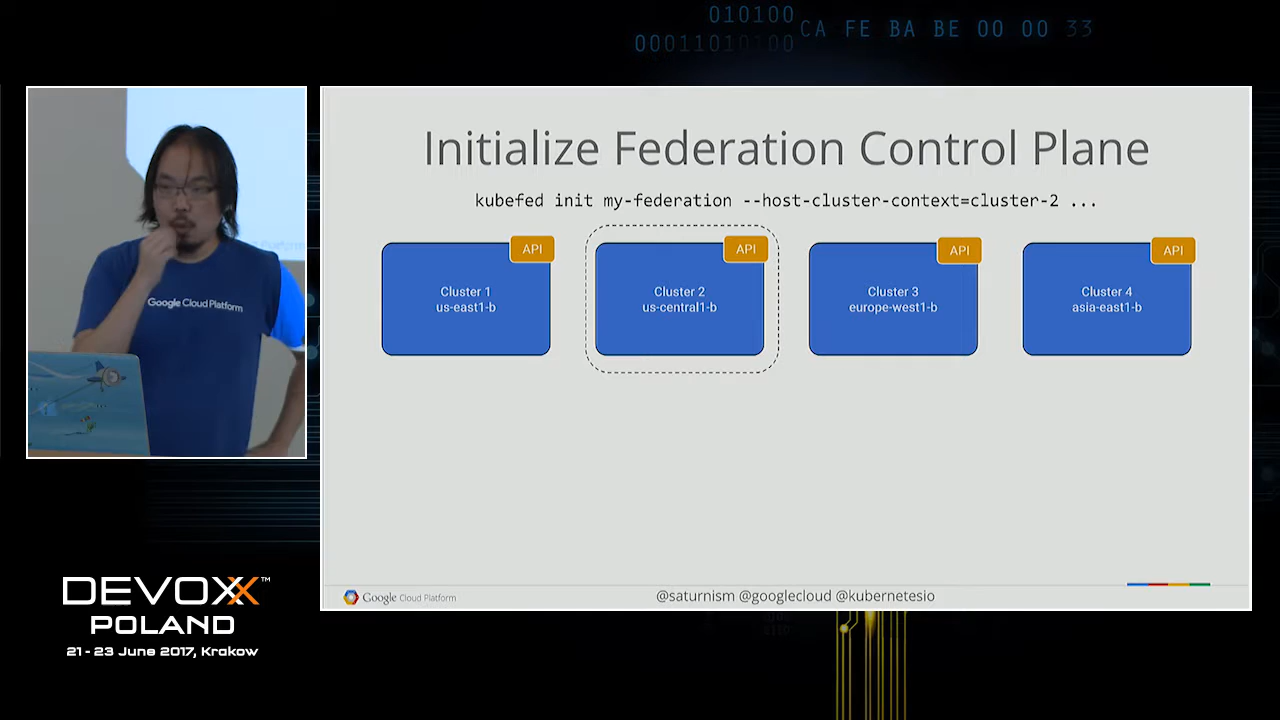 010100
00011010100
CA FE BA BE 00 00 33
Initialize Federation Control Plane
kubefed init my-federation --host-cluster-context=cluster-2 ...
API
API
API
API
Cluster 1
us-east1-b
Cluster 2
us-central1-b
Cluster 3
europe-west1-b
Cluster 4
asia-east1-b
Google Cloud Platform
Google Cloud Platform
@saturnism @googlecloud @kubernetesio
DEVOXX™
POLAND
21 - 23 June 2017, Krakow